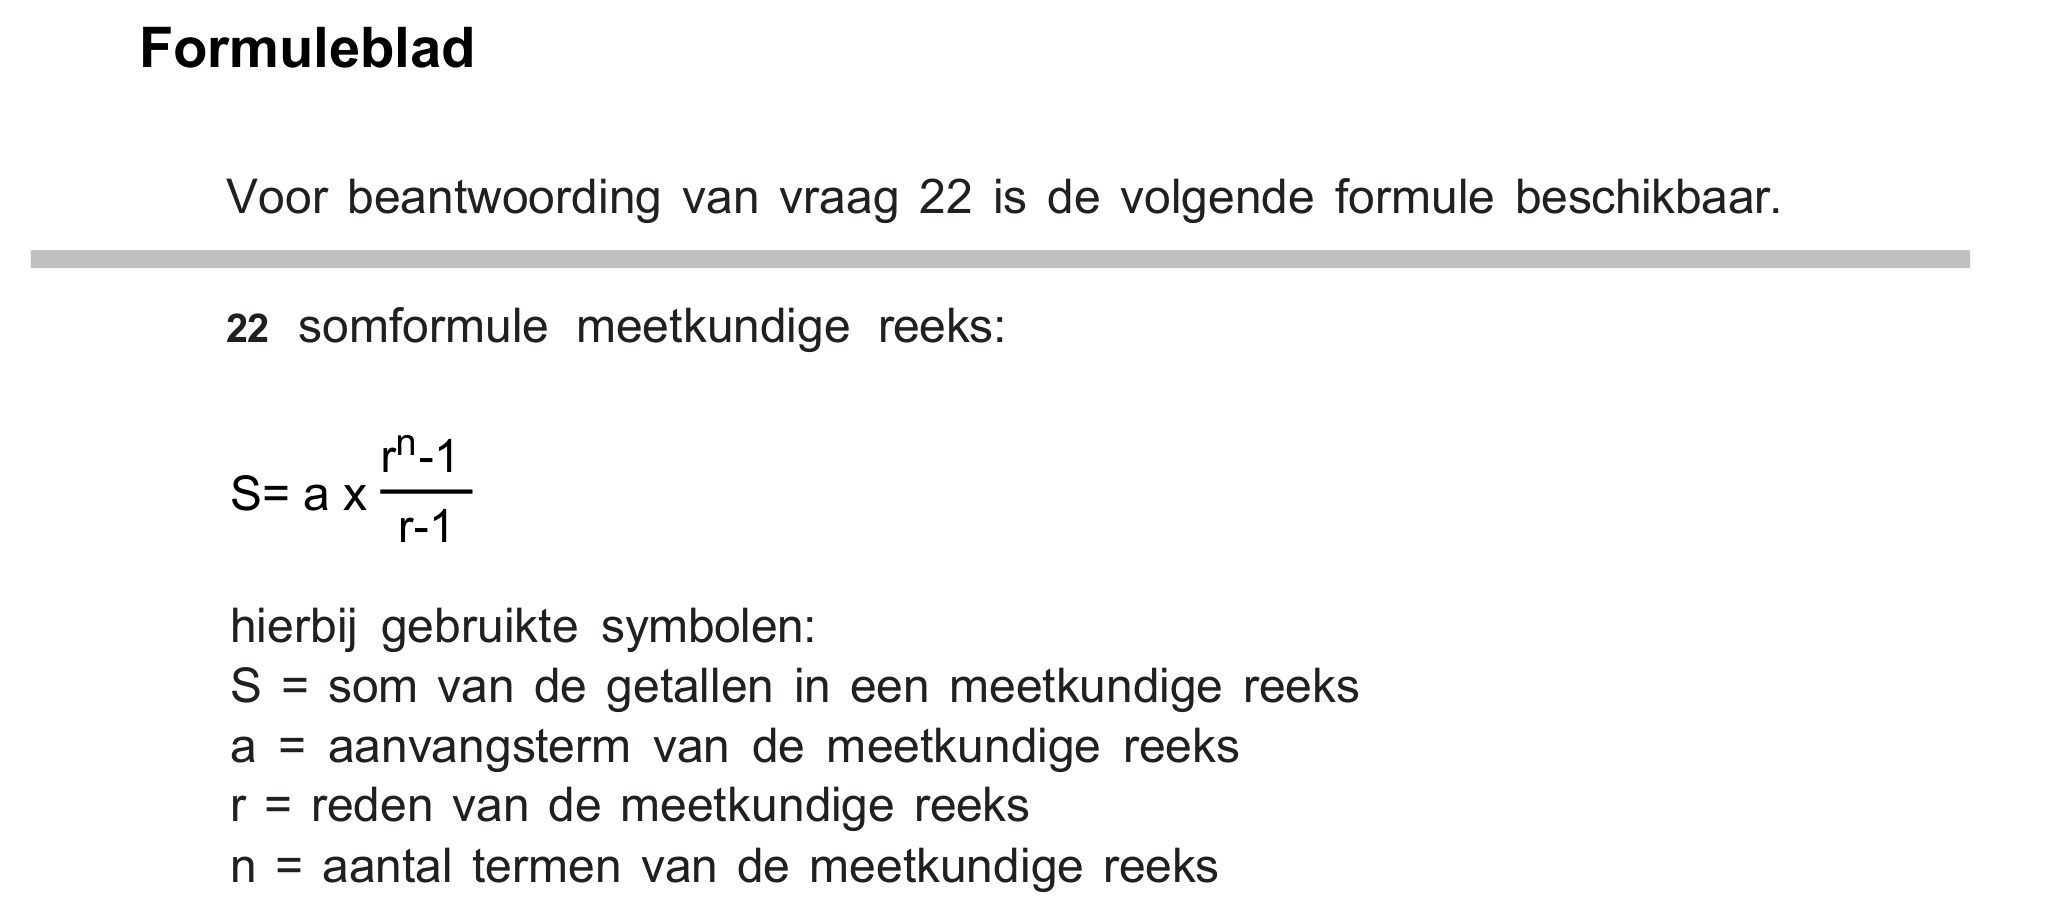 Formuleblad
Voor beantwoording van vraag 22 is de volgende formule beschikbaar.
22 somformule meetkundige reeks:
rⁿ-1
S= a x
r-1
hierbij gebruikte symbolen:
S = som van de getallen in een meetkundige reeks
a = aanvangsterm van de meetkundige reeks
r = reden van de meetkundige reeks
n = aantal termen van de meetkundige reeks